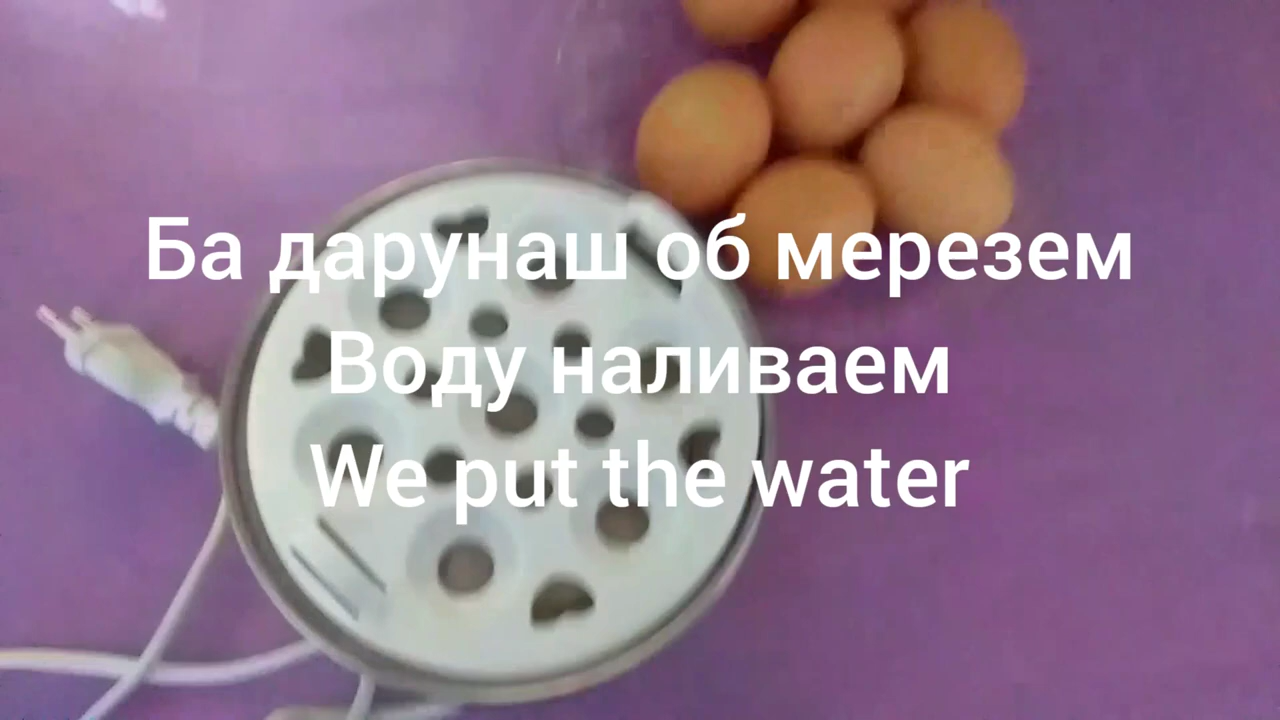 Ба дарунаш об мерезем
Воду наливаем
We put the water